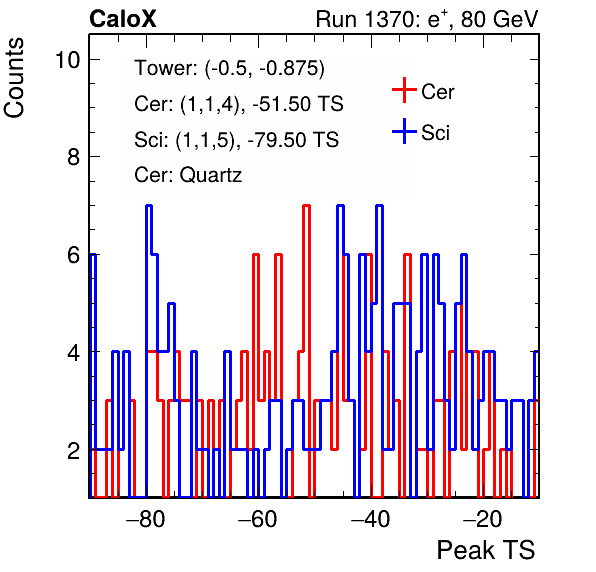 CaloX Run 1370: e⁺, 80 GeV
Counts
10
8
6
4
2
Tower: (-0.5, -0.875)
Cer: (1,1,4), -51.50 TS
Sci: (1,1,5), -79.50 TS
Cer: Quartz
Cer
Sci
−80 −60 −40 −20
Peak TS